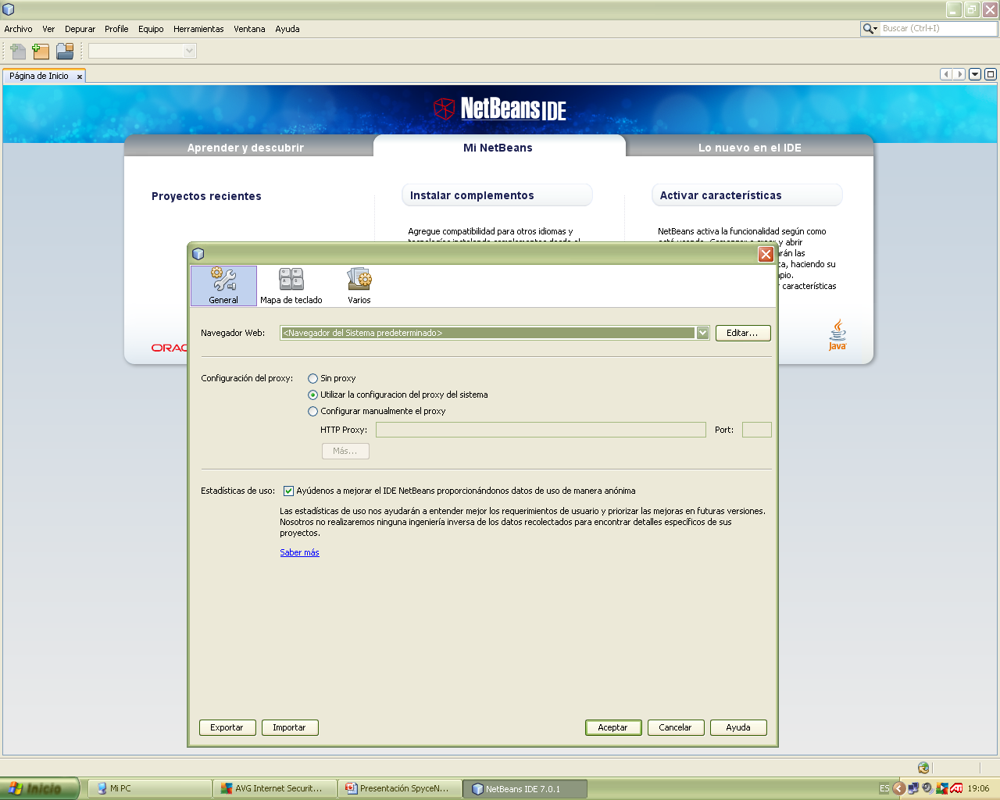 Archivo Ver Depurar Profile Equipo Herramientas Ventana Ayuda
Buscar (Ctrl+I)
Página de Inicio
NetBeans IDE
Aprender y descubrir
Mi NetBeans
Lo nuevo en el IDE
Proyectos recientes
Instalar complementos
Activar características
Agregue compatibilidad para otros idiomas y
NetBeans activa la funcionalidad según como
y abrir
rán las
ca, haciendo su
características
ORAC
Java
General
Mapa de teclado
Varios
Navegador Web:
<Navegador del Sistema predeterminado>
Editar...
Configuración del proxy:
Sin proxy
Utilizar la configuracion del proxy del sistema
Configurar manualmente el proxy
HTTP Proxy:
Port:
Más...
Estadísticas de uso:
Ayúdenos a mejorar el IDE NetBeans proporcionándonos datos de uso de manera anónima
Las estadísticas de uso nos ayudarán a entender mejor los requerimientos de usuario y priorizar las mejoras en futuras versiones.
Nosotros no realizaremos ninguna ingeniería inversa de los datos recolectados para encontrar detalles específicos de sus
proyectos.
Saber más
Exportar
Importar
Aceptar
Cancelar
Ayuda
Inicio
Mi PC
AVG Internet Securit...
Presentación SpyceN...
NetBeans IDE 7.0.1
ES
19:06